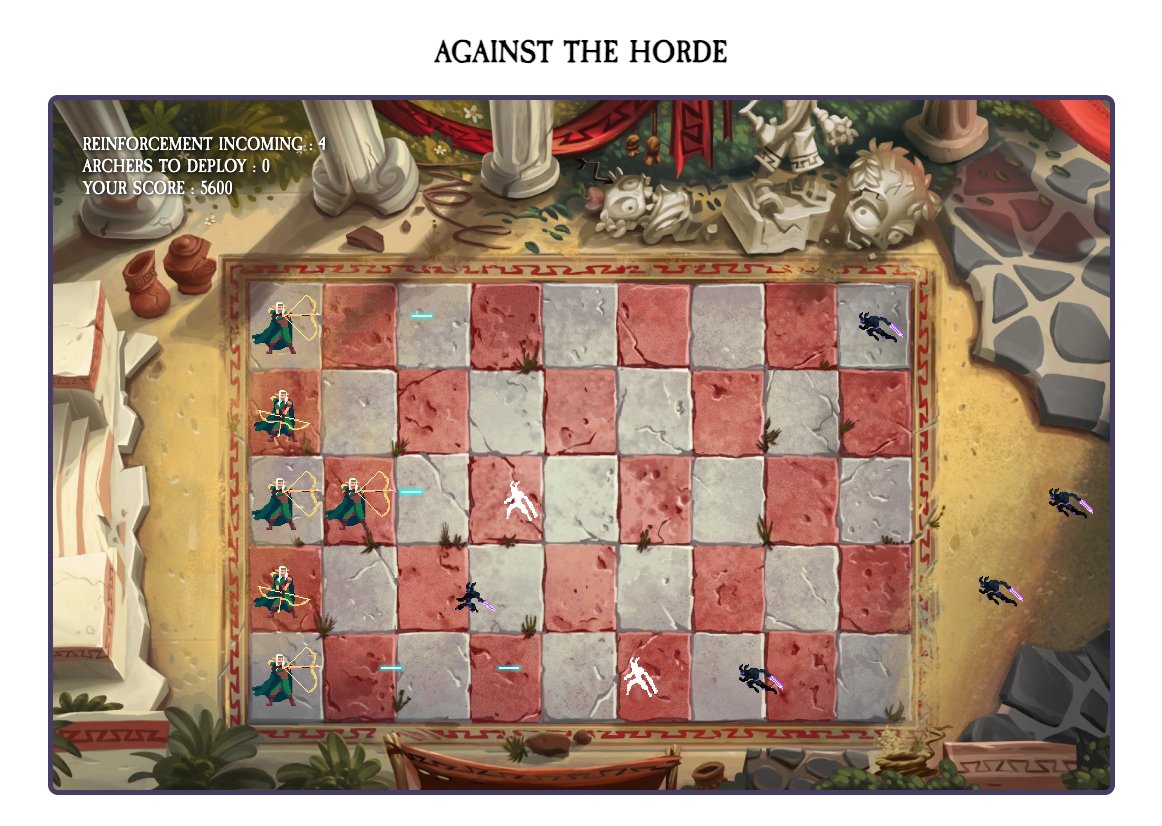 AGAINST THE HORDE
REINFORCEMENT INCOMING : 4
ARCHERS TO DEPLOY : 0
YOUR SCORE : 5600